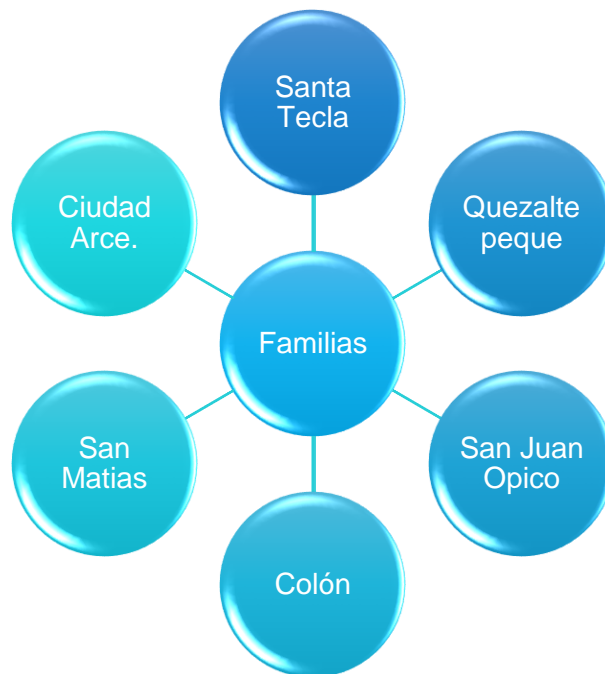 Santa
Tecla
Ciudad
Arce.
Quezalte
peque
Familias
San
Matias
San Juan
Opico
Colón